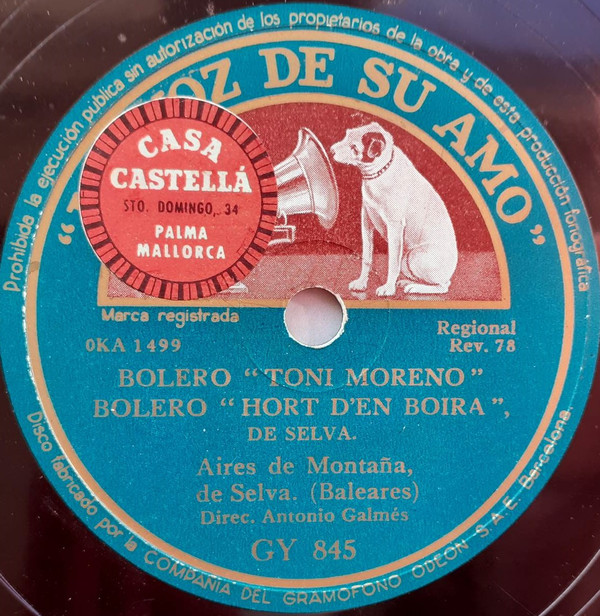 Prohibida la ejecución pública sin autorización de los propietarios de la obra y de esta producción fonográfica
OZ DE SU AMO"
CASA
CASTELLÁ
STO. DOMINGO, 34
PALMA
MALLORCA
Marca registrada
Regional
Rev. 78
0KA 1499
BOLERO "TONI MORENO"
BOLERO "HORT D'EN BOIRA",
DE SELVA.
Aires de Montaña,
de Selva. (Baleares)
Direc. Antonio Galmés
GY 845
Disco fabricado por la COMPAÑIA DEL GRAMOFONO ODEON S.A.E. Barcelona.